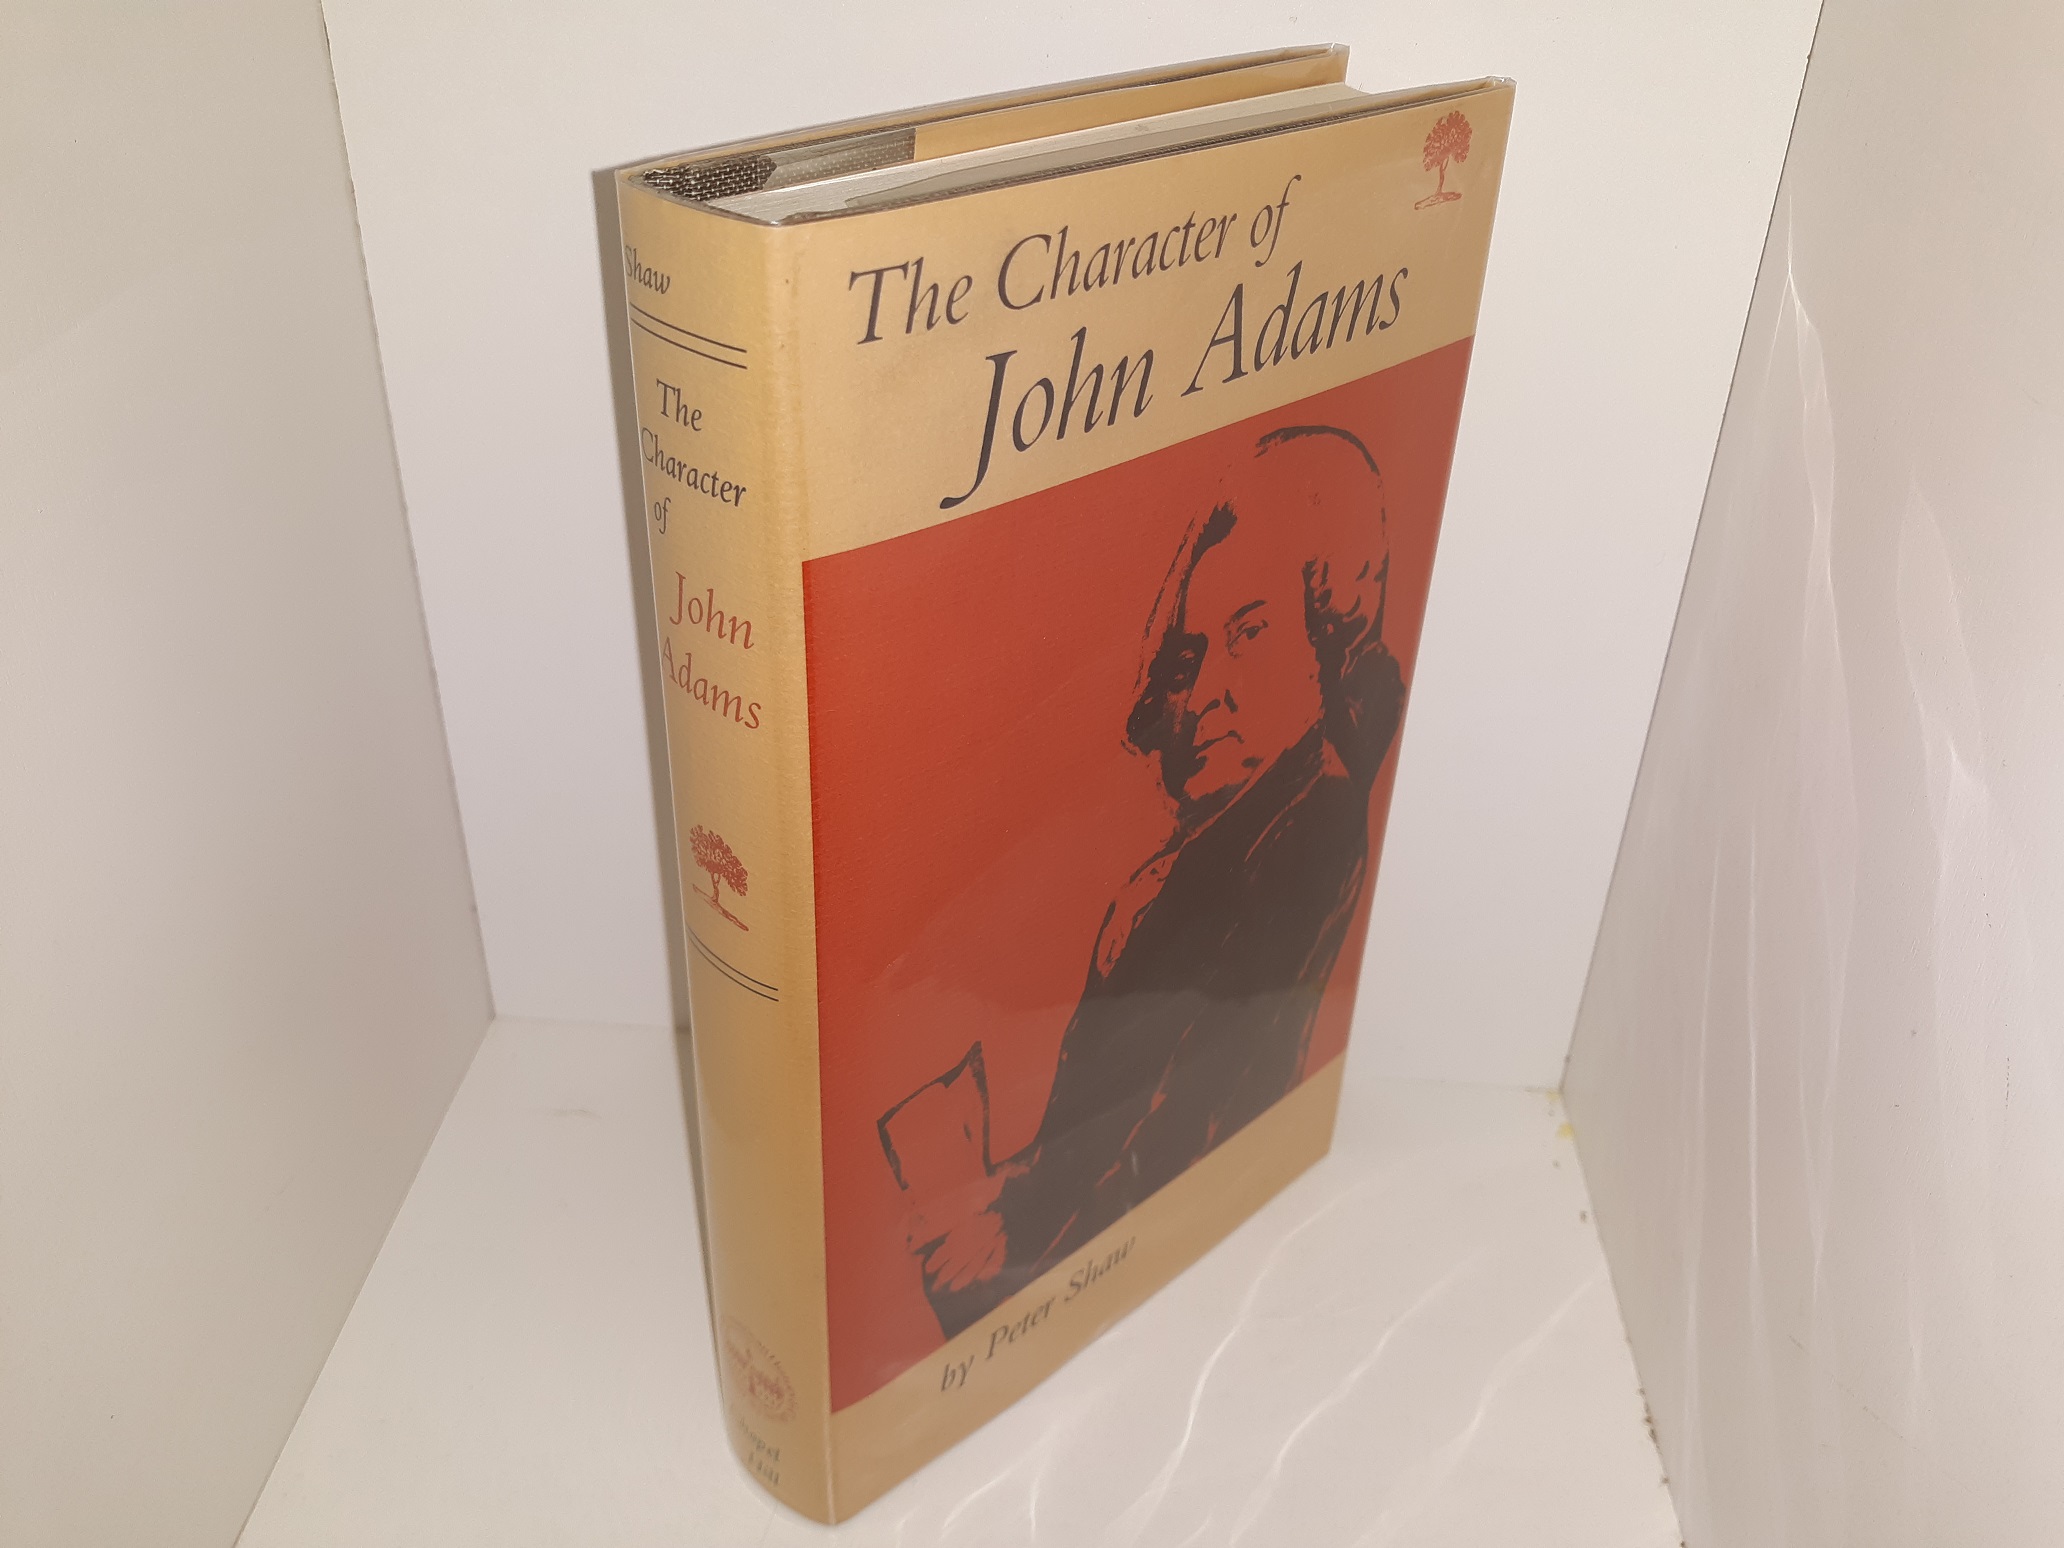 Shaw
The
Character
of
John
Adams
Chapel
Hill
The Character of
John Adams
by Peter Shaw